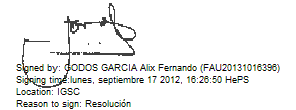 Signed by: GODOS GARCIA Alix Fernando (FAU20131016396)
Signing time:lunes, septiembre 17 2012, 16:26:50 HePS
Location: IGSC
Reason to sign: Resolución